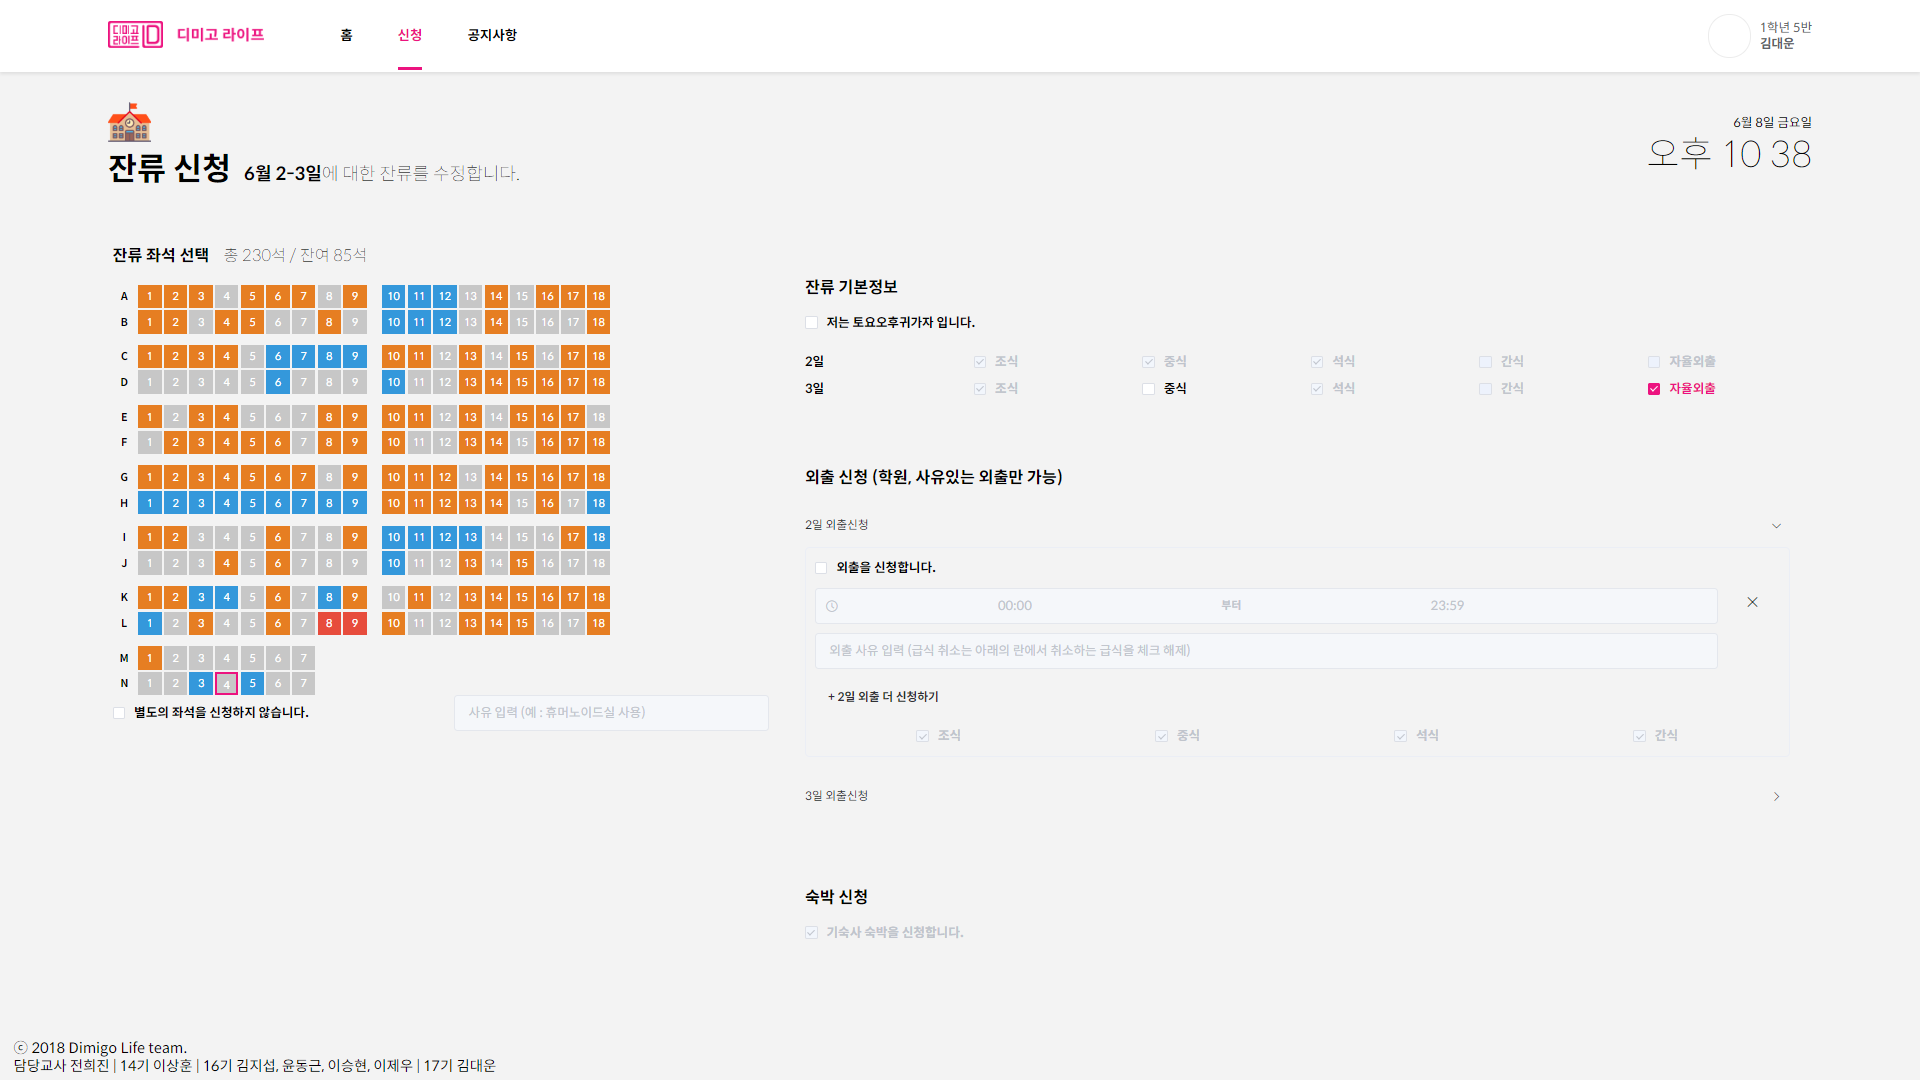 디미고
라이프 D 디미고 라이프 홈 신청 공지사항 1학년 5반
김대운
6월 8일 금요일
오후 10 38
잔류 신청 6월 2-3일에 대한 잔류를 수정합니다.
잔류 좌석 선택 총 230석 / 잔여 85석
A 1 2 3 4 5 6 7 8 9 10 11 12 13 14 15 16 17 18
B 1 2 3 4 5 6 7 8 9 10 11 12 13 14 15 16 17 18
C 1 2 3 4 5 6 7 8 9 10 11 12 13 14 15 16 17 18
D 1 2 3 4 5 6 7 8 9 10 11 12 13 14 15 16 17 18
E 1 2 3 4 5 6 7 8 9 10 11 12 13 14 15 16 17 18
F 1 2 3 4 5 6 7 8 9 10 11 12 13 14 15 16 17 18
G 1 2 3 4 5 6 7 8 9 10 11 12 13 14 15 16 17 18
H 1 2 3 4 5 6 7 8 9 10 11 12 13 14 15 16 17 18
I 1 2 3 4 5 6 7 8 9 10 11 12 13 14 15 16 17 18
J 1 2 3 4 5 6 7 8 9 10 11 12 13 14 15 16 17 18
K 1 2 3 4 5 6 7 8 9 10 11 12 13 14 15 16 17 18
L 1 2 3 4 5 6 7 8 9 10 11 12 13 14 15 16 17 18
M 1 2 3 4 5 6 7
N 1 2 3 4 5 6 7
별도의 좌석을 신청하지 않습니다. 사유 입력 (예 : 휴머노이드실 사용)
잔류 기본정보
저는 토요오후귀가자 입니다.
2일 조식 중식 석식 간식 자율외출
3일 조식 중식 석식 간식 자율외출
외출 신청 (학원, 사유있는 외출만 가능)
2일 외출신청
외출을 신청합니다.
00:00 부터 23:59
외출 사유 입력 (급식 취소는 아래의 란에서 취소하는 급식을 체크 해제)
+ 2일 외출 더 신청하기
조식 중식 석식 간식
3일 외출신청
숙박 신청
기숙사 숙박을 신청합니다.
ⓒ 2018 Dimigo Life team.
담당교사 전희진 | 14기 이상훈 | 16기 김지섭, 윤동근, 이승현, 이제우 | 17기 김대운